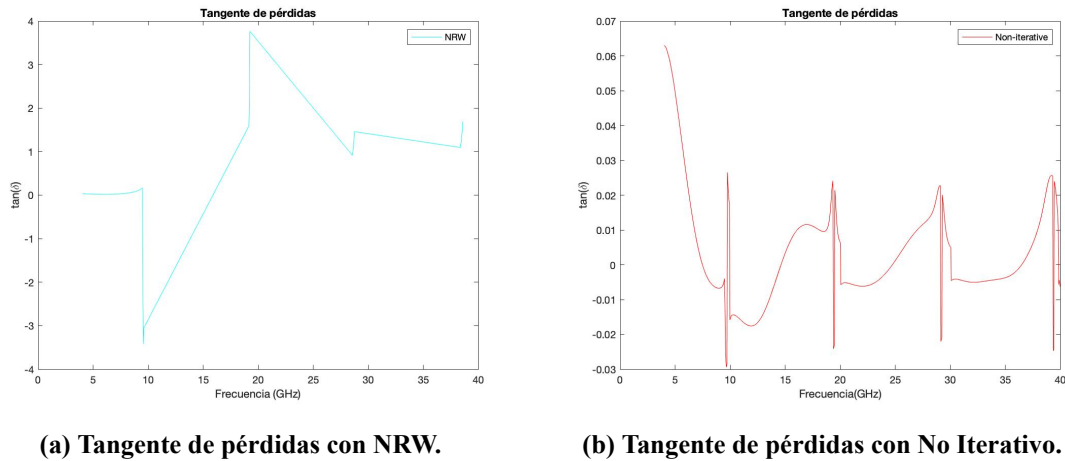 Tangente de pérdidas
NRW
4
3
2
1
0
-1
-2
-3
-4
tan(δ)
0 5 10 15 20 25 30 35 40
Frecuencia (GHz)
(a) Tangente de pérdidas con NRW.
Tangente de pérdidas
Non-iterative
0.07
0.06
0.05
0.04
0.03
0.02
0.01
0
-0.01
-0.02
-0.03
tan(δ)
0 5 10 15 20 25 30 35 40
Frecuencia(GHz)
(b) Tangente de pérdidas con No Iterativo.